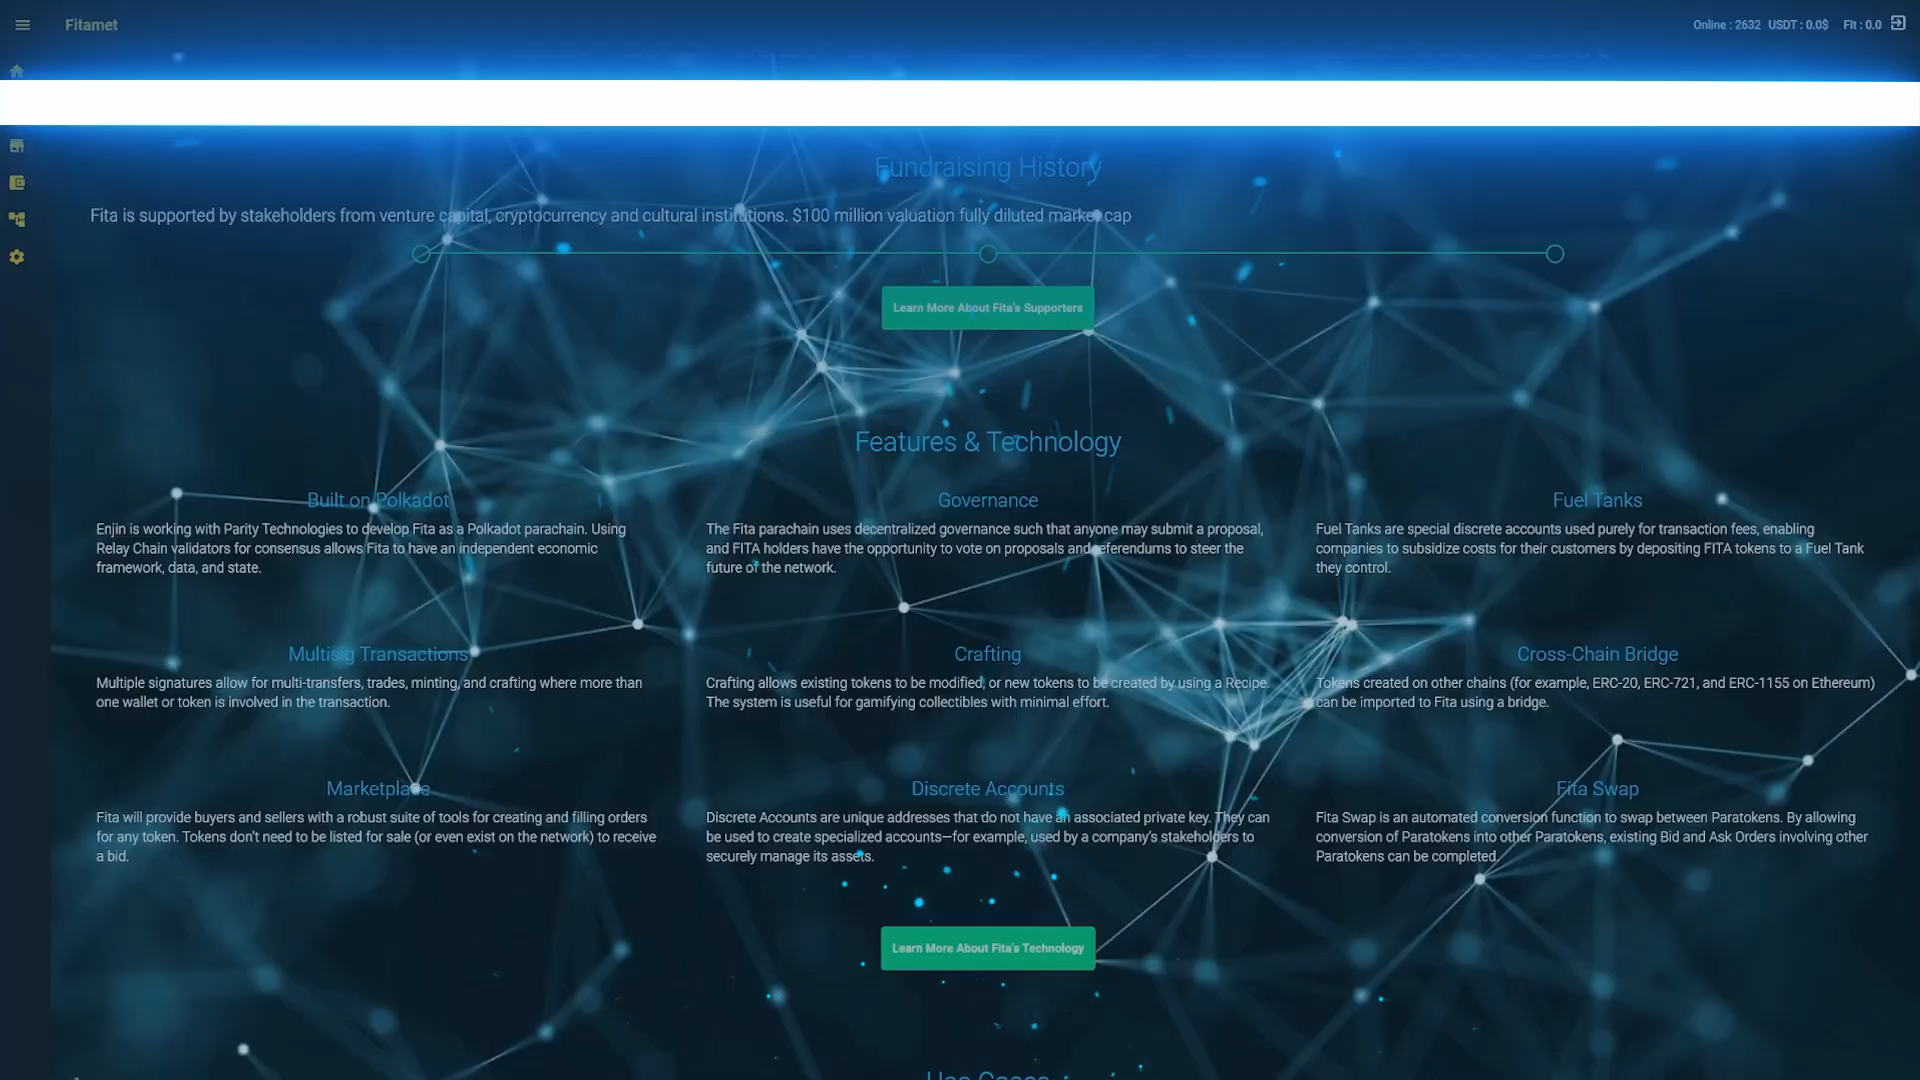 Fitamet
Online : 2632 USDT : 0.0$ Fit : 0.0
Fundraising History
Fita is supported by stakeholders from venture capital, cryptocurrency and cultural institutions. $100 million valuation fully diluted market cap
Learn More About Fita's Supporters
Features & Technology
Built on Polkadot
Enjin is working with Parity Technologies to develop Fita as a Polkadot parachain. Using
Relay Chain validators for consensus allows Fita to have an independent economic
framework, data, and state.
Governance
The Fita parachain uses decentralized governance such that anyone may submit a proposal,
and FITA holders have the opportunity to vote on proposals and referendums to steer the
future of the network.
Fuel Tanks
Fuel Tanks are special discrete accounts used purely for transaction fees, enabling
companies to subsidize costs for their customers by depositing FITA tokens to a Fuel Tank
they control.
Multisig Transactions
Multiple signatures allow for multi-transfers, trades, minting, and crafting where more than
one wallet or token is involved in the transaction.
Crafting
Crafting allows existing tokens to be modified, or new tokens to be created by using a Recipe.
The system is useful for gamifying collectibles with minimal effort.
Cross-Chain Bridge
Tokens created on other chains (for example, ERC-20, ERC-721, and ERC-1155 on Ethereum)
can be imported to Fita using a bridge.
Marketplace
Fita will provide buyers and sellers with a robust suite of tools for creating and filling orders
for any token. Tokens don't need to be listed for sale (or even exist on the network) to receive
a bid.
Discrete Accounts
Discrete Accounts are unique addresses that do not have an associated private key. They can
be used to create specialized accounts—for example, used by a company's stakeholders to
securely manage its assets.
Fita Swap
Fita Swap is an automated conversion function to swap between Paratokens. By allowing
conversion of Paratokens into other Paratokens, existing Bid and Ask Orders involving other
Paratokens can be completed.
Learn More About Fita's Technology
Use Cases